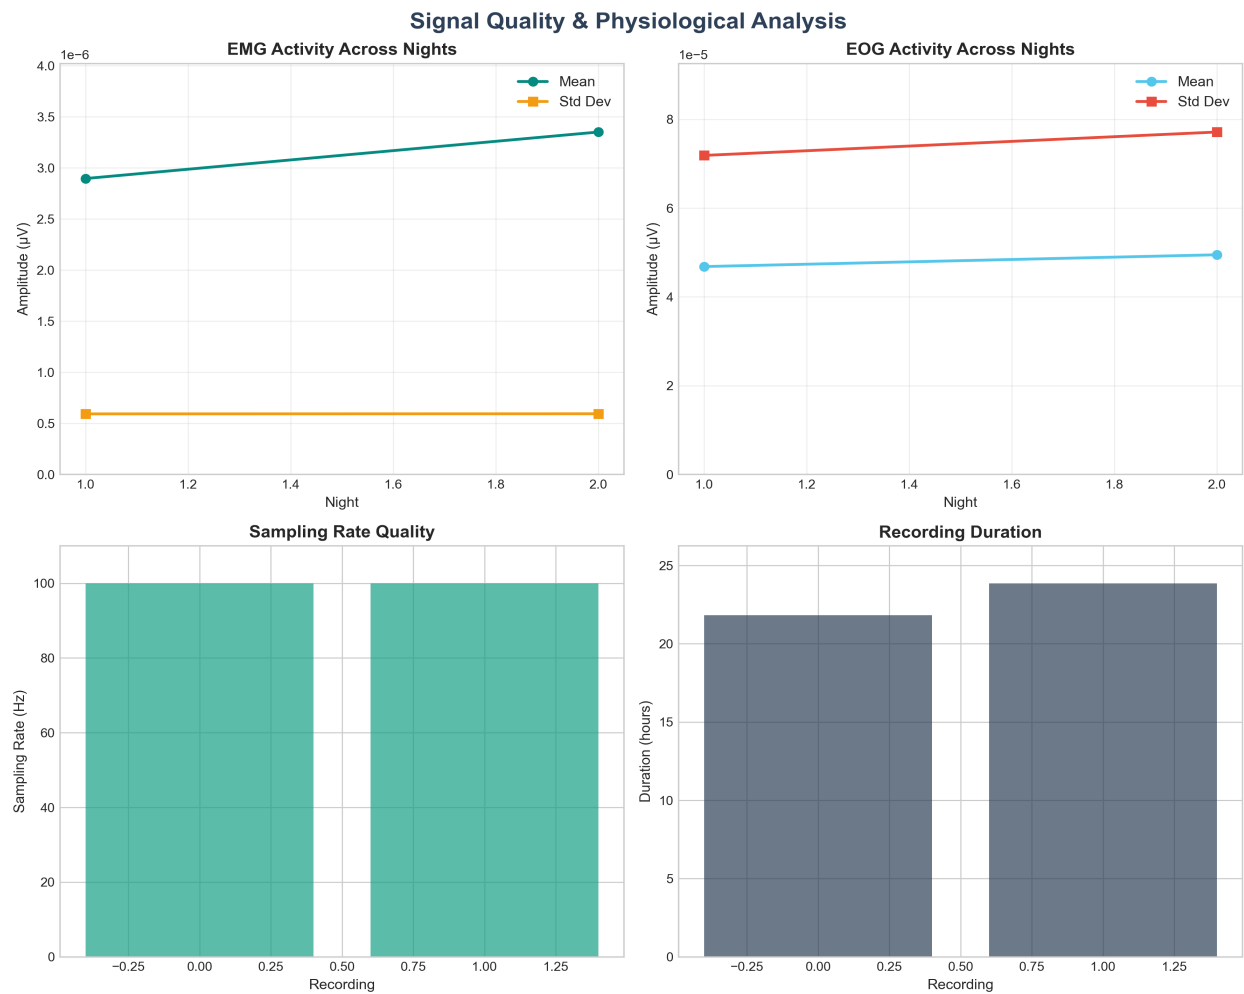 Signal Quality & Physiological Analysis
EMG Activity Across Nights
1e−6
Mean
Std Dev
4.0
3.5
3.0
2.5
2.0
1.5
1.0
0.5
0.0
Amplitude (μV)
1.0 1.2 1.4 1.6 1.8 2.0
Night
EOG Activity Across Nights
1e−5
Mean
Std Dev
8
6
4
2
0
Amplitude (μV)
1.0 1.2 1.4 1.6 1.8 2.0
Night
Sampling Rate Quality
100
80
60
40
20
0
Sampling Rate (Hz)
−0.25 0.00 0.25 0.50 0.75 1.00 1.25
Recording
Recording Duration
25
20
15
10
5
0
Duration (hours)
−0.25 0.00 0.25 0.50 0.75 1.00 1.25
Recording